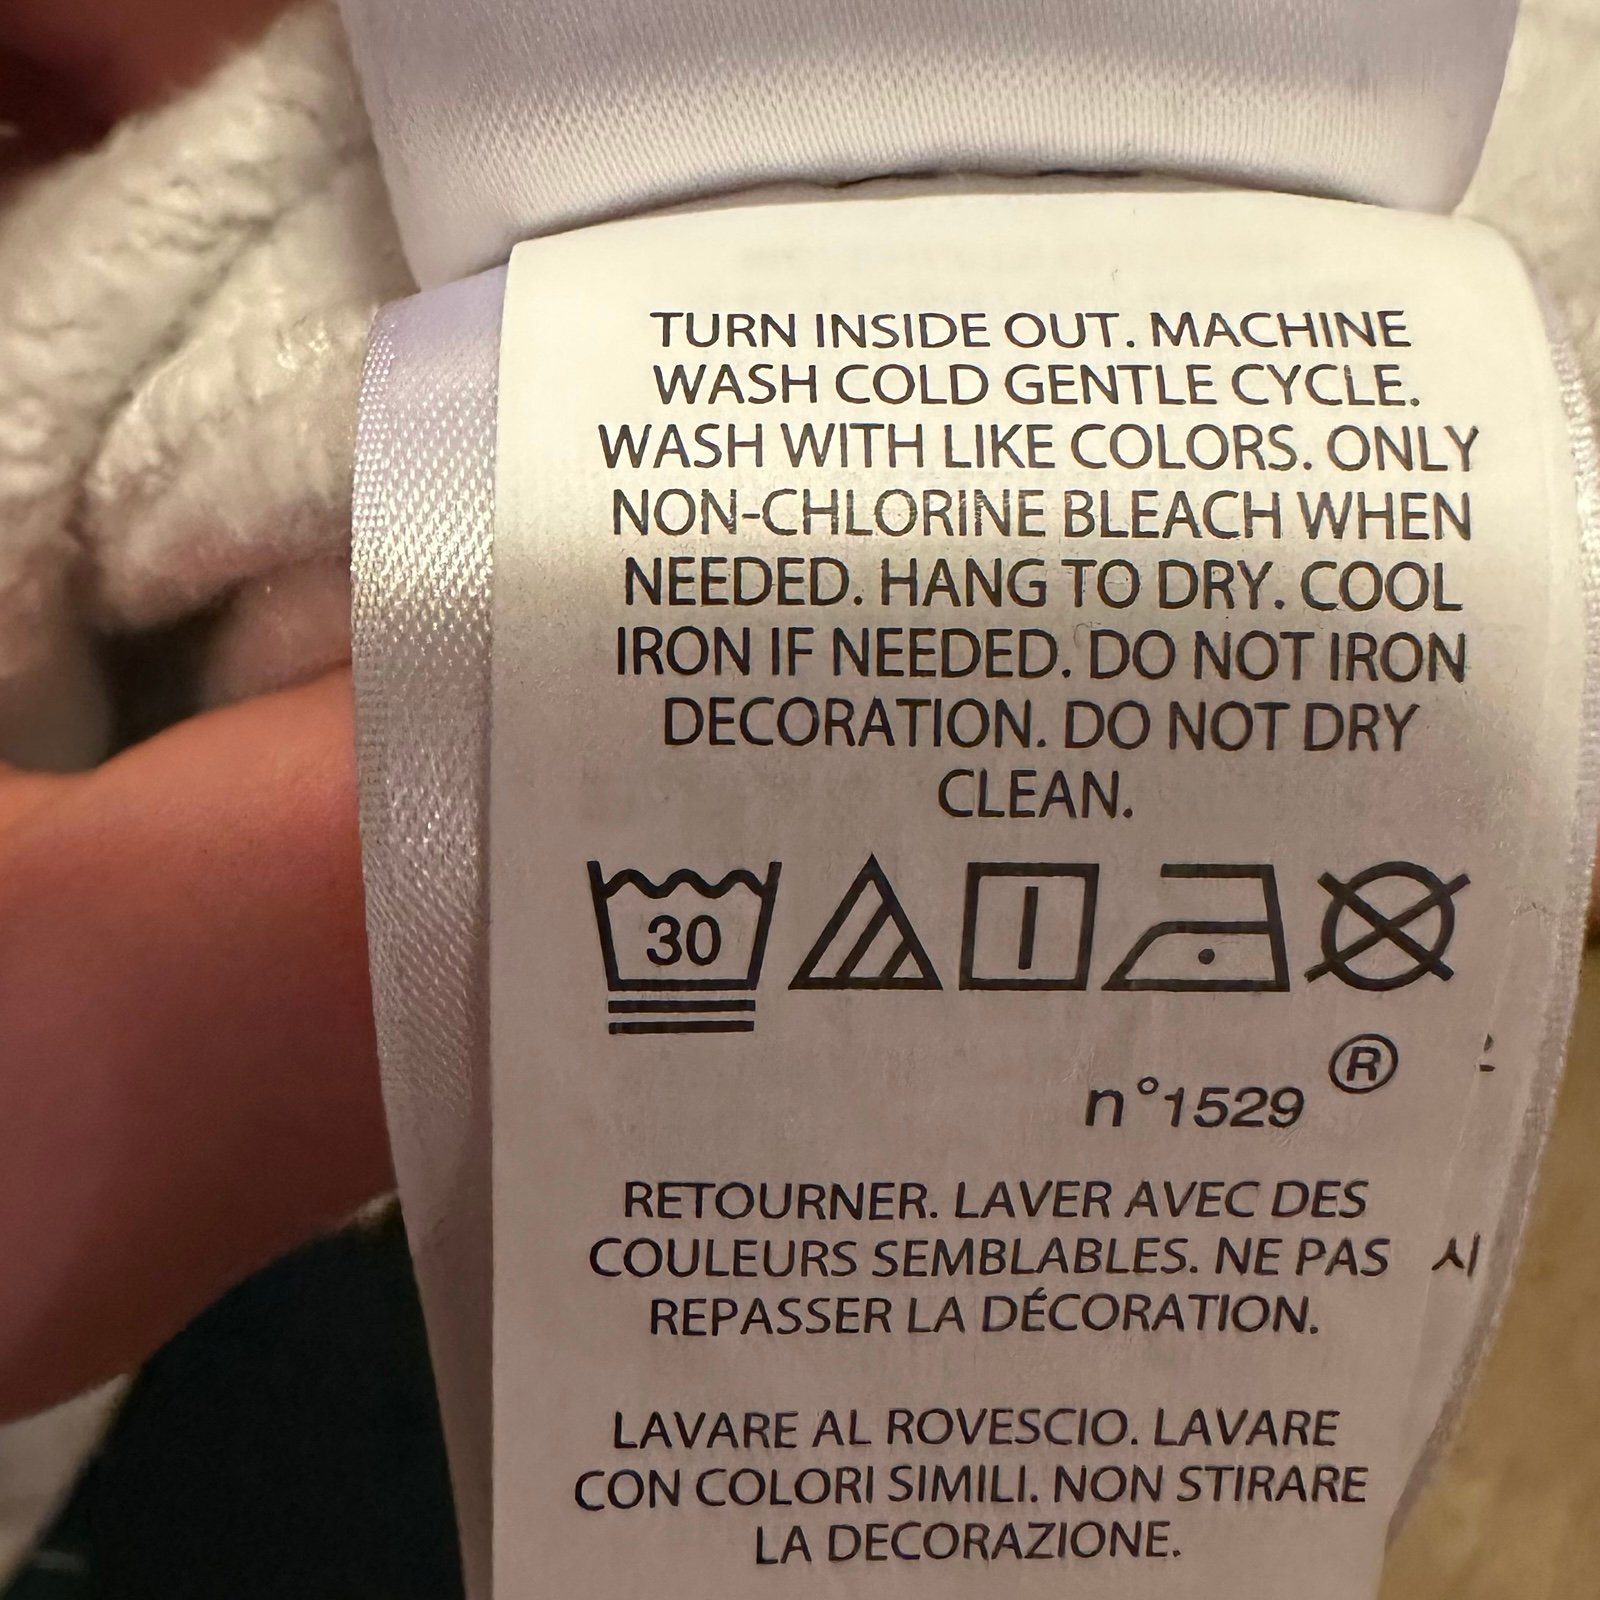 TURN INSIDE OUT. MACHINE
WASH COLD GENTLE CYCLE.
WASH WITH LIKE COLORS. ONLY
NON-CHLORINE BLEACH WHEN
NEEDED. HANG TO DRY. COOL
IRON IF NEEDED. DO NOT IRON
DECORATION. DO NOT DRY
CLEAN.
30
n°1529 ®
RETOURNER. LAVER AVEC DES
COULEURS SEMBLABLES. NE PAS
REPASSER LA DÉCORATION.
LAVARE AL ROVESCIO. LAVARE
CON COLORI SIMILI. NON STIRARE
LA DECORAZIONE.